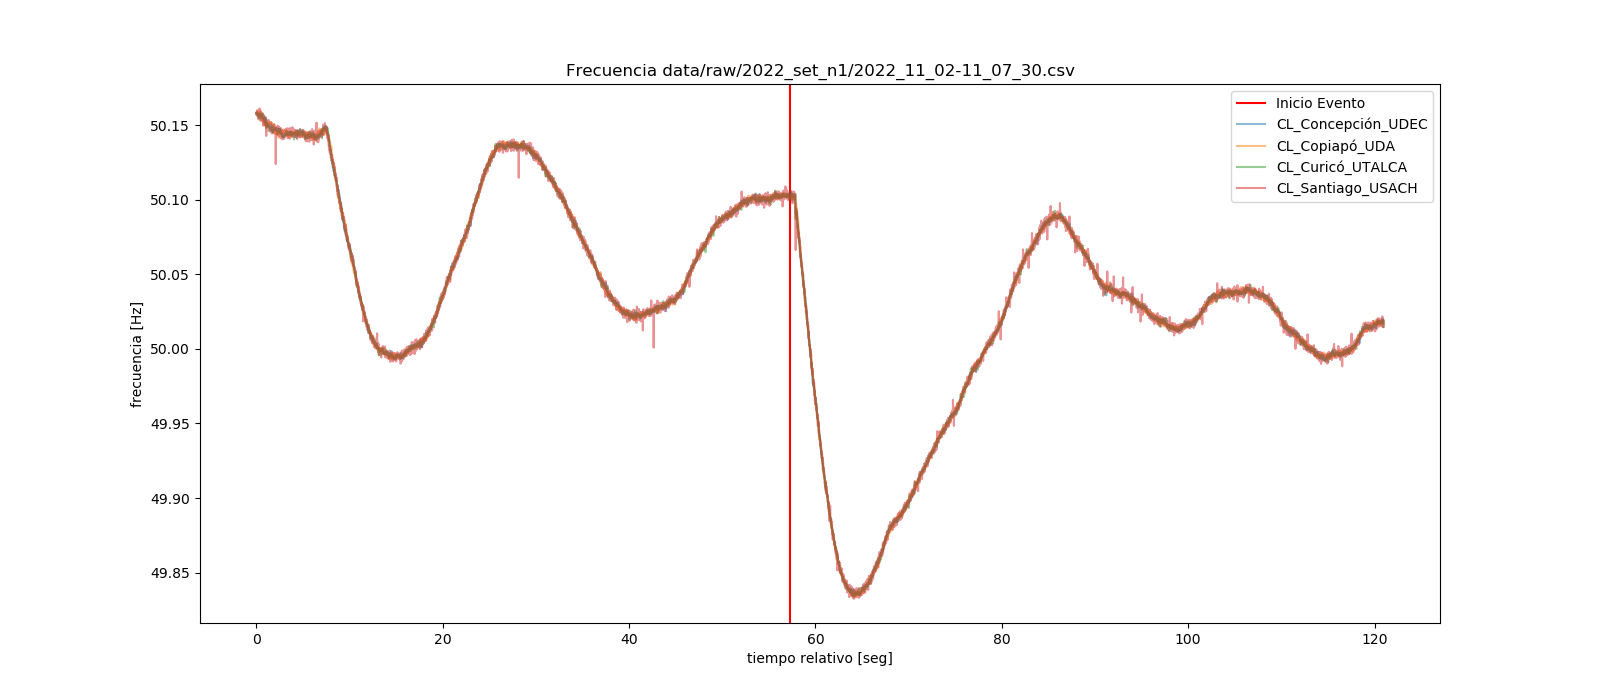 Frecuencia data/raw/2022_set_n1/2022_11_02-11_07_30.csv
Inicio Evento
CL_Concepción_UDEC
CL_Copiapó_UDA
CL_Curicó_UTALCA
CL_Santiago_USACH
frecuencia [Hz]
50.15
50.10
50.05
50.00
49.95
49.90
49.85
0 20 40 60 80 100 120
tiempo relativo [seg]